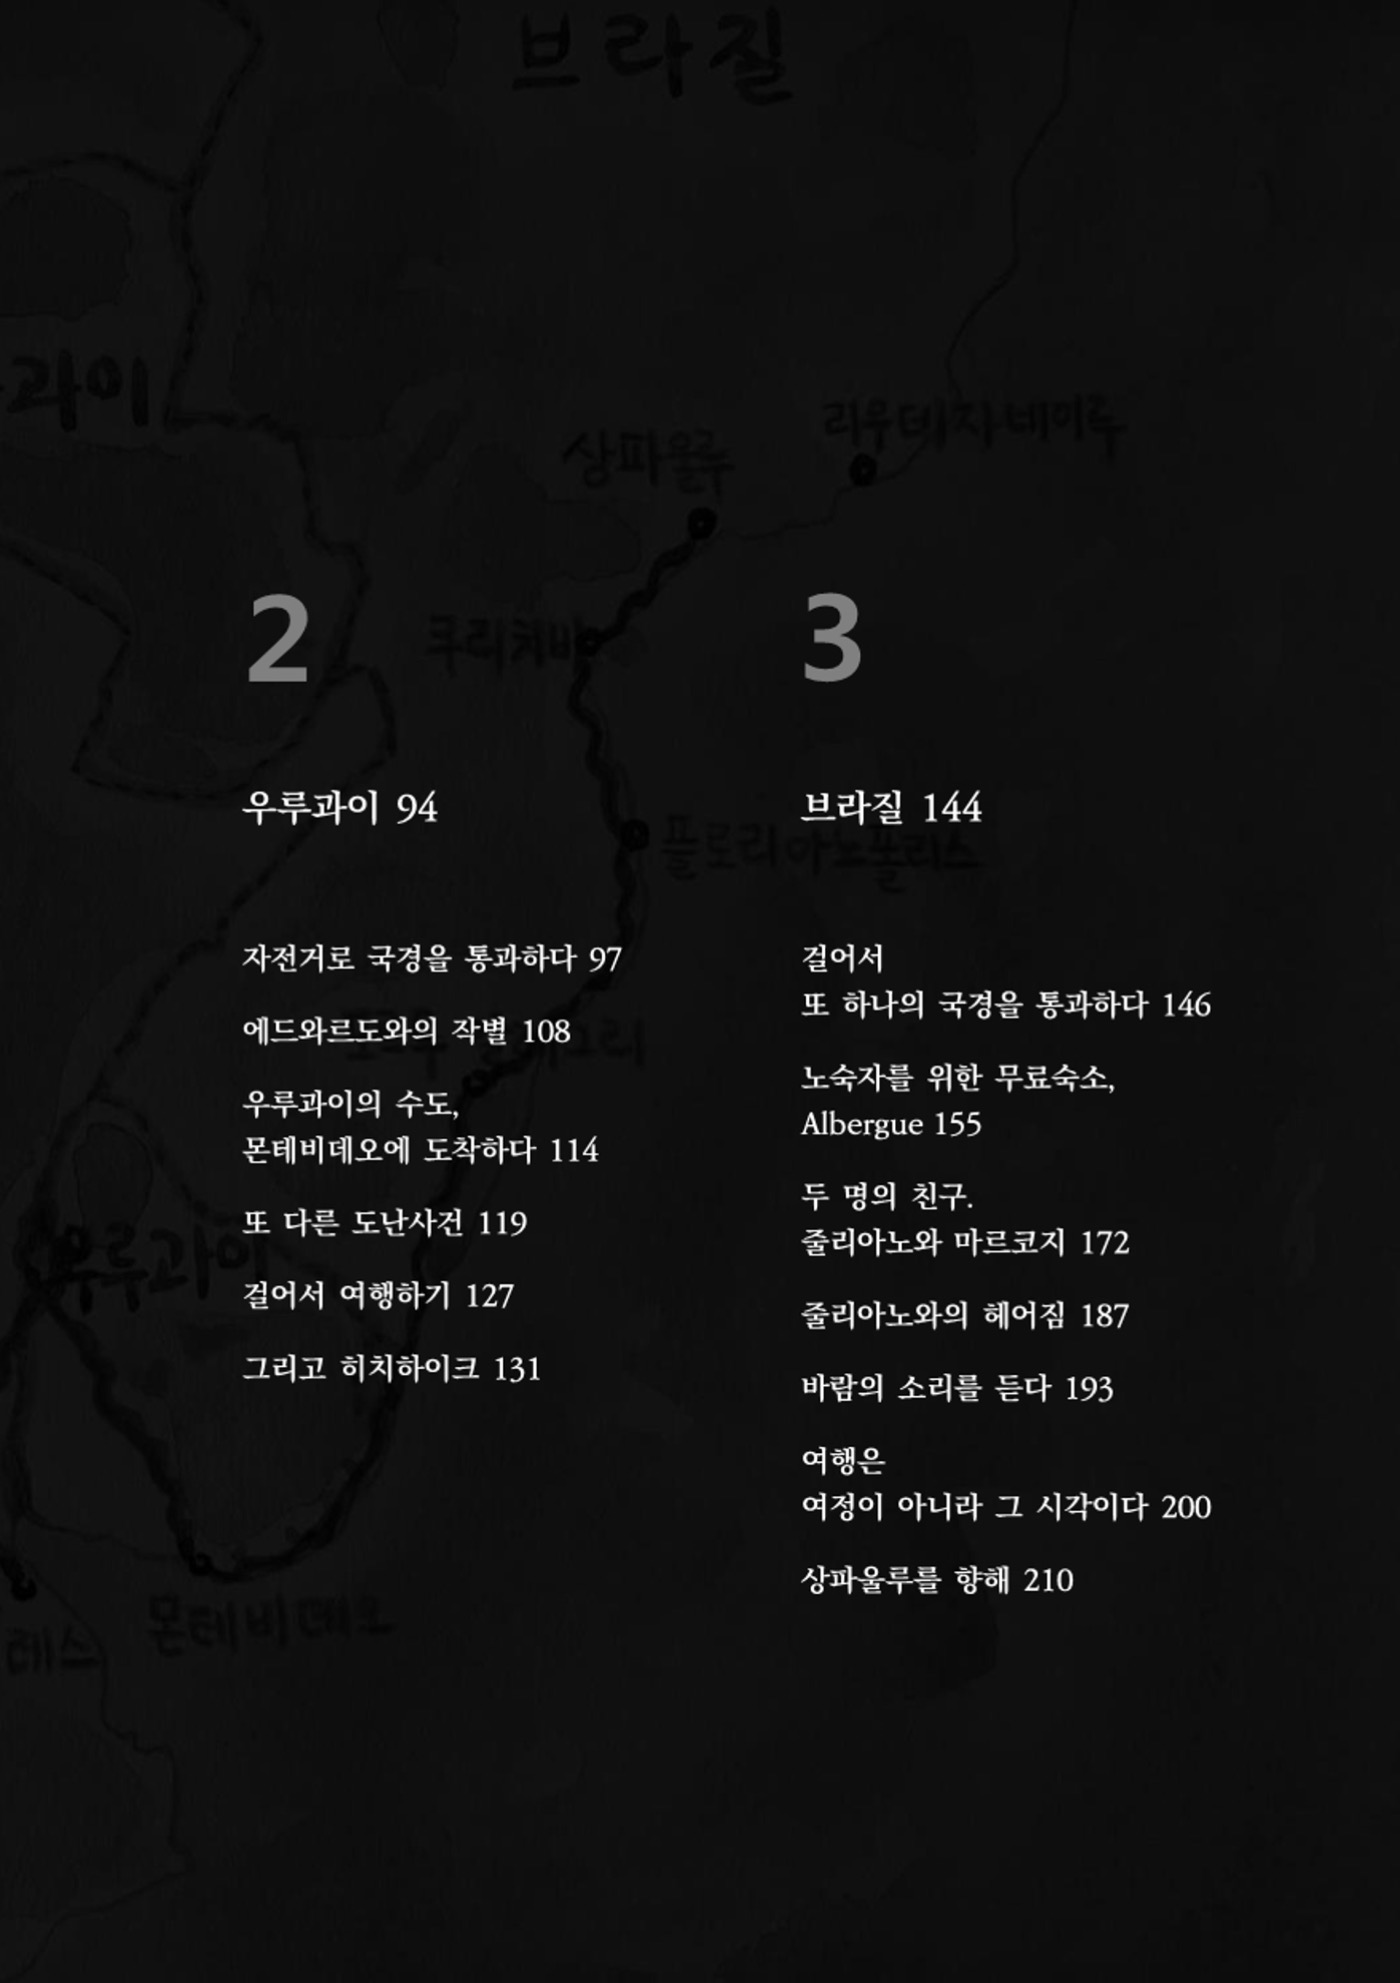 브라질
과이
상파울루
리우데자네이루
쿠리치바
플로리아노폴리스
우루과이
몬테비데오
레스
2
우루과이 94
자전거로 국경을 통과하다 97
에드와르도와의 작별 108
우루과이의 수도,
몬테비데오에 도착하다 114
또 다른 도난사건 119
걸어서 여행하기 127
그리고 히치하이크 131
3
브라질 144
걸어서
또 하나의 국경을 통과하다 146
노숙자를 위한 무료숙소,
Albergue 155
두 명의 친구.
줄리아노와 마르코지 172
줄리아노와의 헤어짐 187
바람의 소리를 듣다 193
여행은
여정이 아니라 그 시각이다 200
상파울루를 향해 210